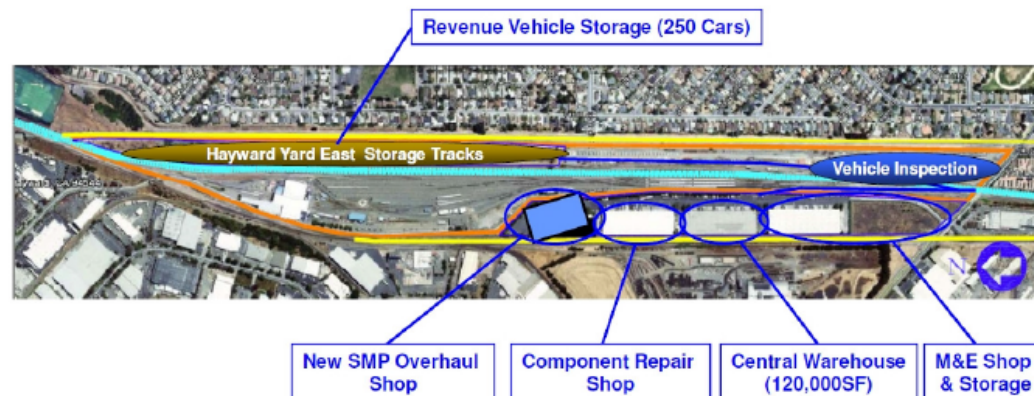 Revenue Vehicle Storage (250 Cars)
Hayward Yard East Storage Tracks
Vehicle Inspection
N
New SMP Overhaul
Shop
Component Repair
Shop
Central Warehouse
(120,000SF)
M&E Shop
& Storage